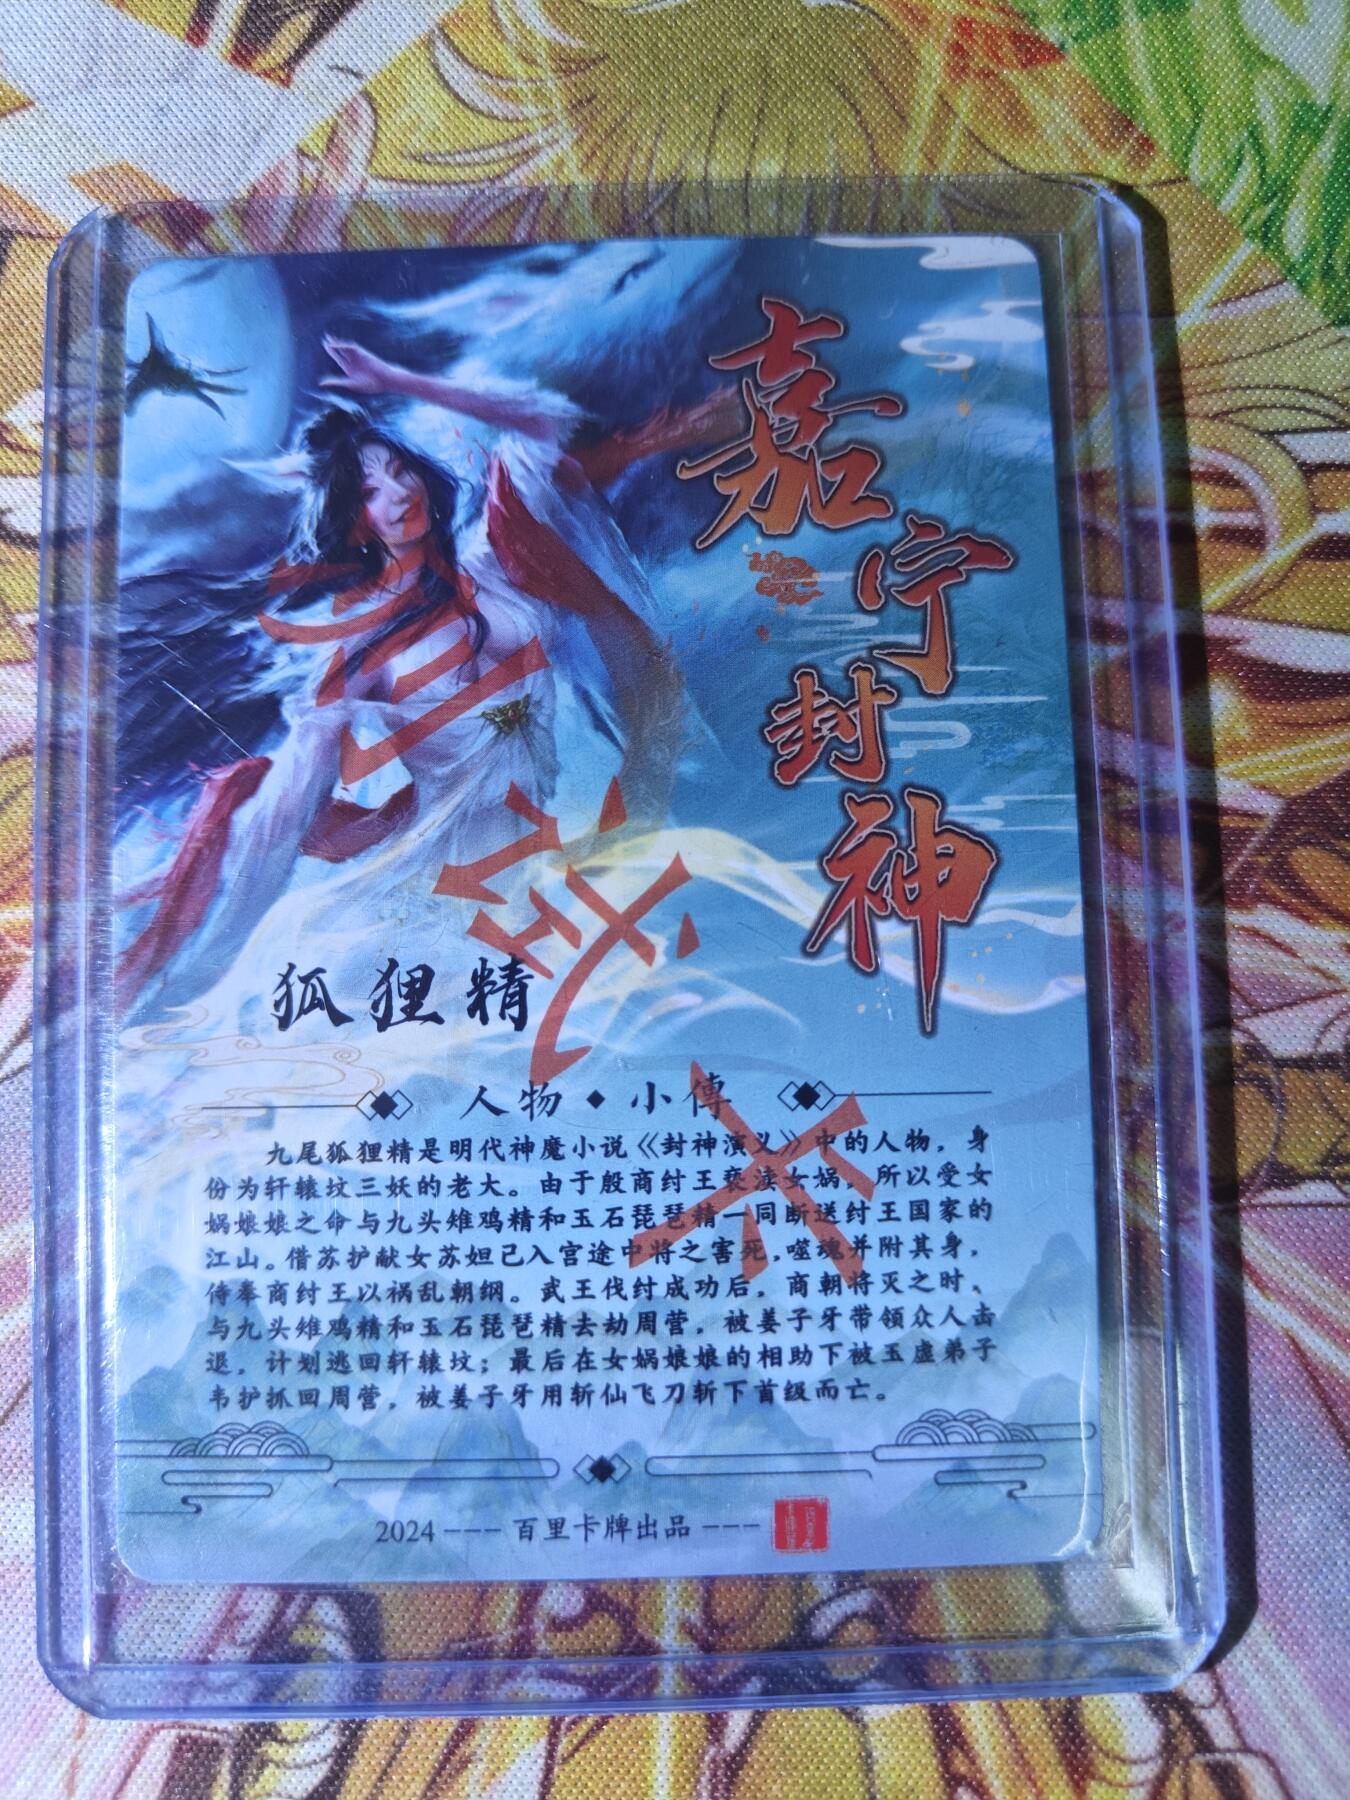 嘉宁封神
狐狸精
人物◆小傳
九尾狐狸精是明代神魔小说《封神演义》中的人物，身
份为轩辕坟三妖的老大。由于殷商纣王亵渎女娲，所以受女
娲娘娘之命与九头雉鸡精和玉石琵琶精一同断送纣王国家的
江山。借苏护献女苏妲己入宫途中将之害死，噬魂并附其身，
侍奉商纣王以祸乱朝纲。武王伐纣成功后，商朝将灭之时、
与九头雉鸡精和玉石琵琶精去劫周营，被姜子牙带领众人击
退，计划逃回轩辕坟；最后在女娲娘娘的相助下被玉虚弟子
韦护抓回周营，被姜子牙用斩仙飞刀斩下首级而亡。
2024---百里卡牌出品---